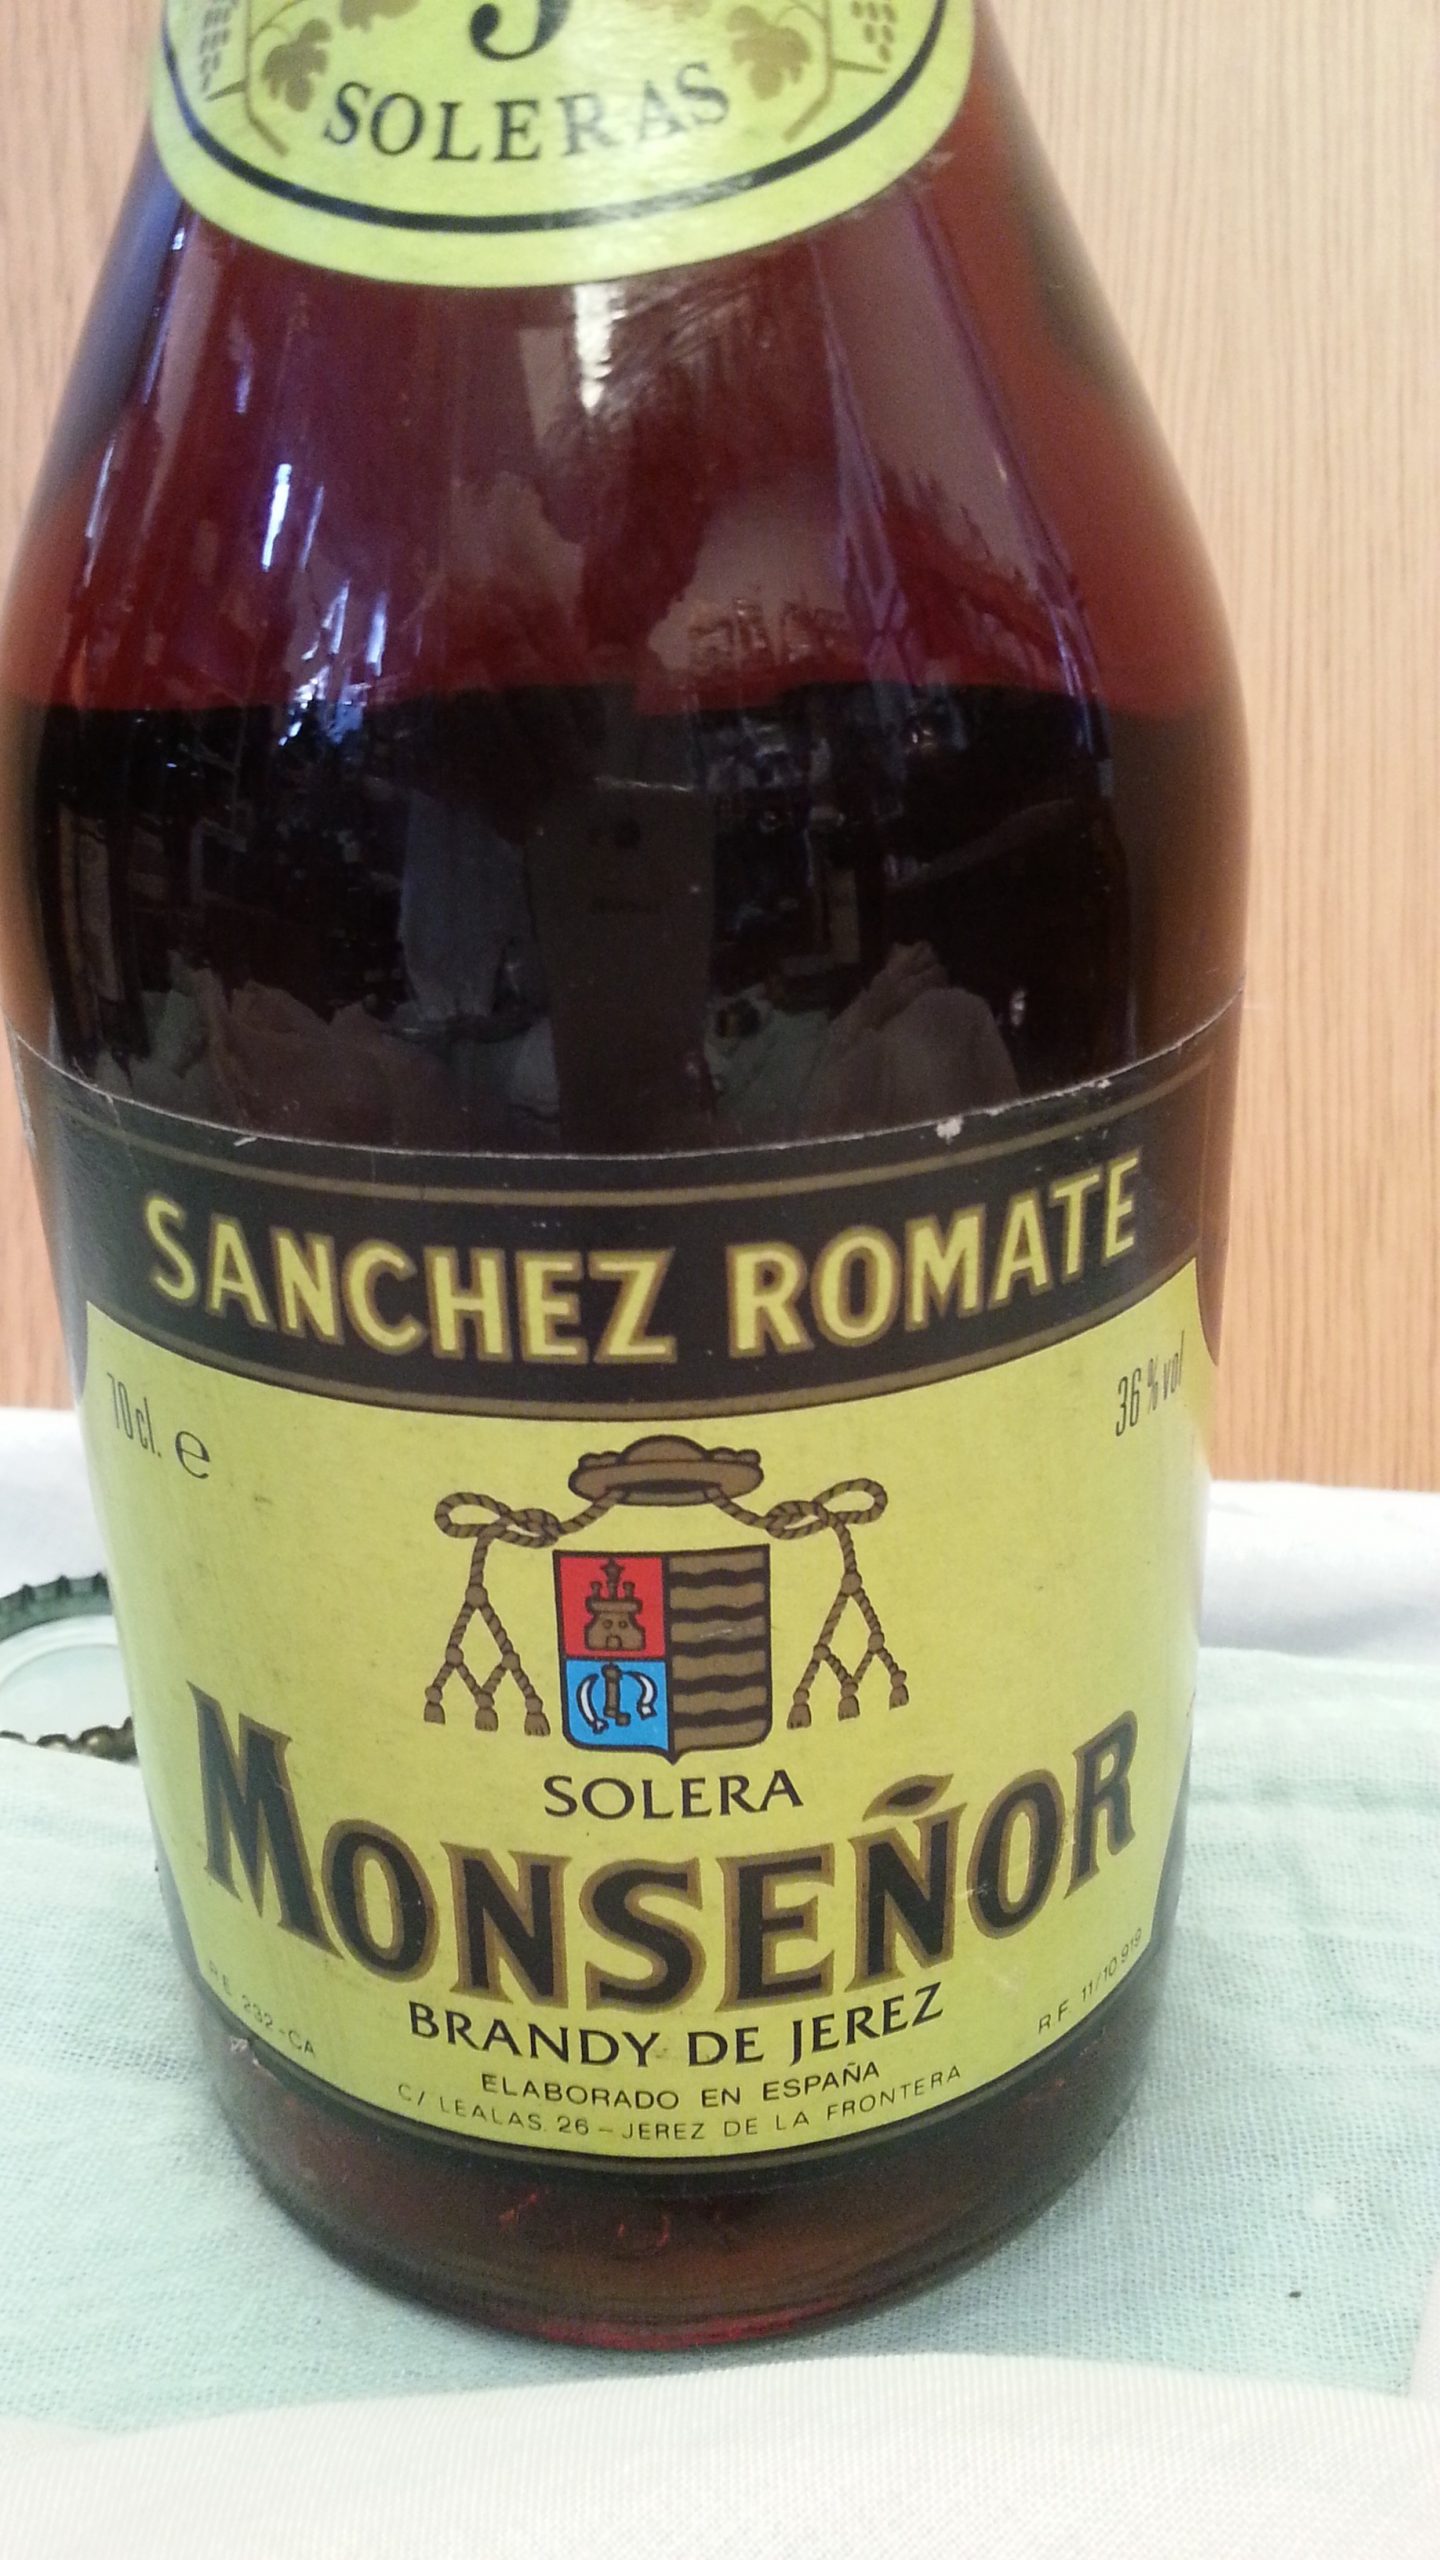 SOLERAS
SANCHEZ ROMATE
70cl. e
36% vol
SOLERA
MONSEÑOR
BRANDY DE JEREZ
R.E. 232-CA
R.F. 11/10.919
ELABORADO EN ESPAÑA
C/ LEALAS. 26 - JEREZ DE LA FRONTERA